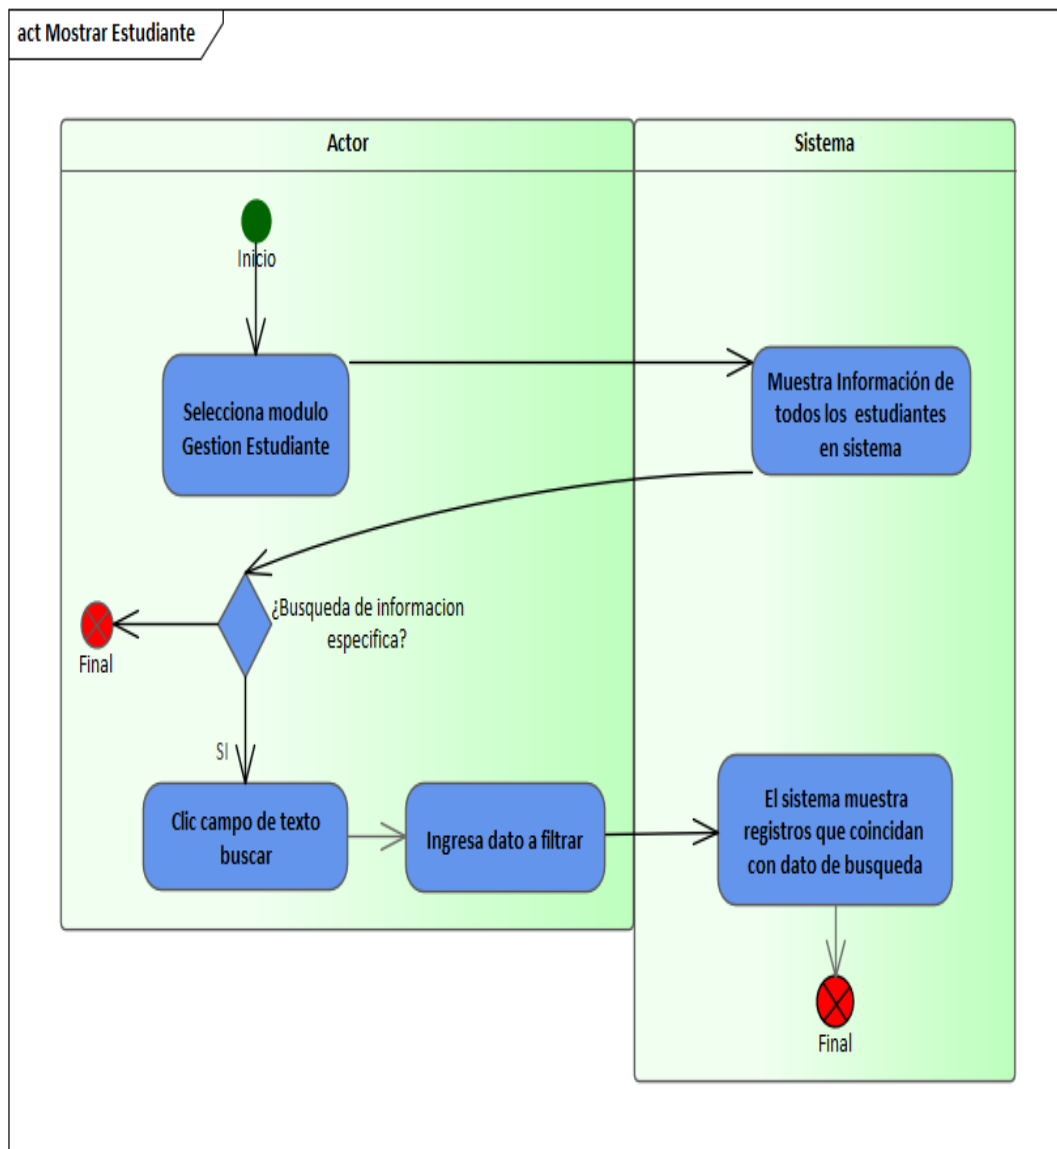 act Mostrar Estudiante
Actor
Sistema
Inicio
Selecciona modulo
Gestion Estudiante
Muestra Información de
todos los estudiantes
en sistema
¿Busqueda de informacion
especifica?
Final
SI
Clic campo de texto
buscar
Ingresa dato a filtrar
El sistema muestra
registros que coincidan
con dato de busqueda
Final